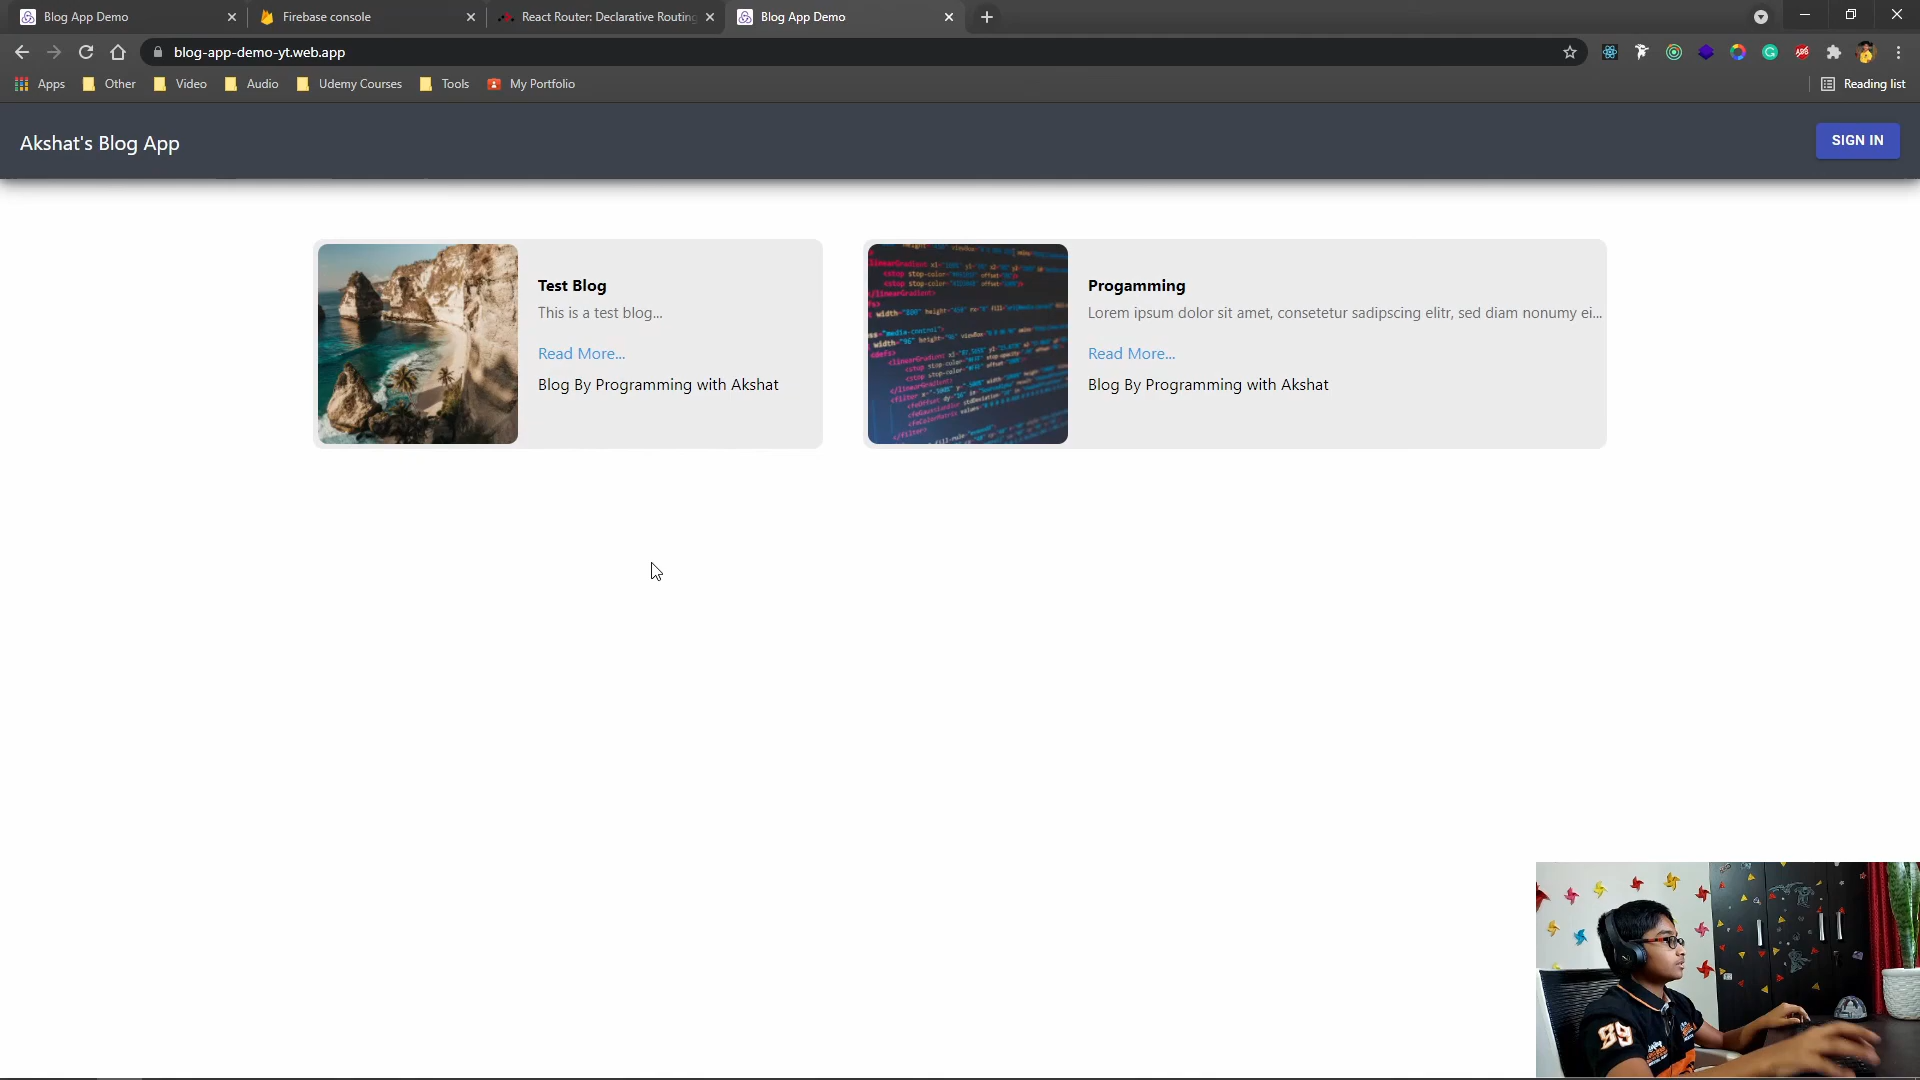 Blog App Demo
Firebase console
React Router: Declarative Routing
Blog App Demo
blog-app-demo-yt.web.app
Apps
Other
Video
Audio
Udemy Courses
Tools
My Portfolio
Reading list
Akshat's Blog App
SIGN IN
Test Blog
This is a test blog...
Read More...
Blog By Programming with Akshat
Progamming
Lorem ipsum dolor sit amet, consetetur sadipscing elitr, sed diam nonumy ei...
Read More...
Blog By Programming with Akshat
89